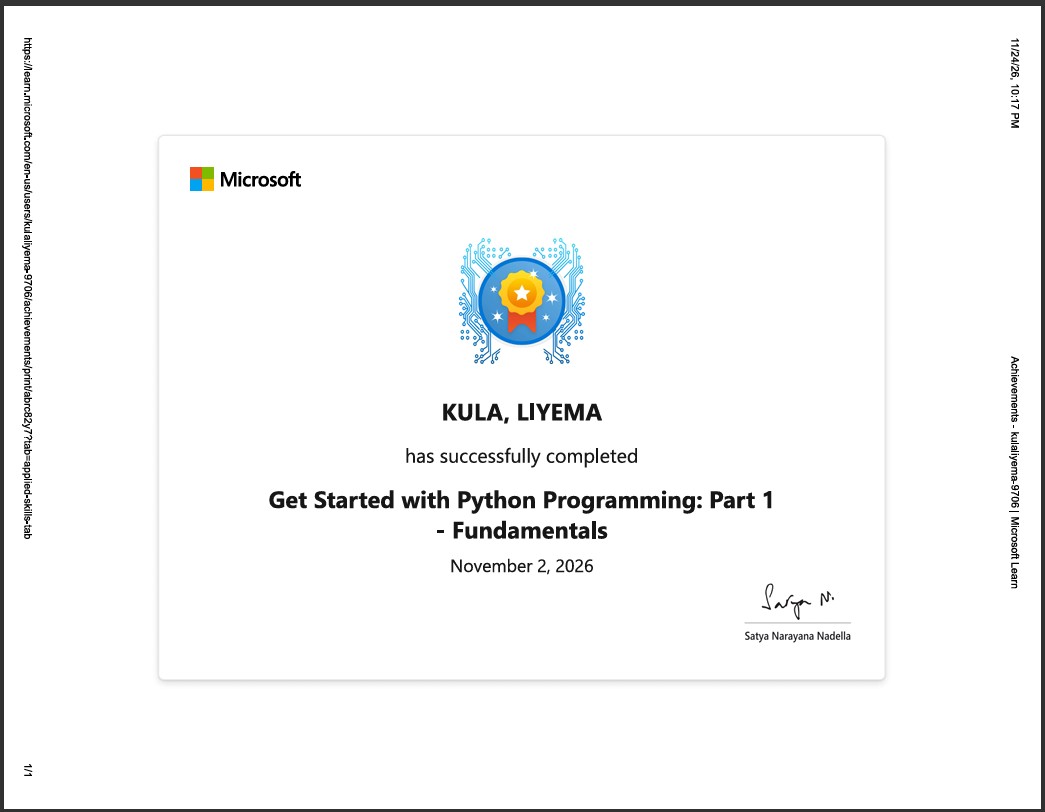 11/24/26, 10:17 PM
Achievements - kulaliyema-9706 | Microsoft Learn
Microsoft
KULA, LIYEMA
has successfully completed
Get Started with Python Programming: Part 1
- Fundamentals
November 2, 2026
Satya N.
Satya Narayana Nadella
https://learn.microsoft.com/en-us/users/kulaliyema-9706/achievements/print/abrc82y7?tab=applied-skills-tab
1/1